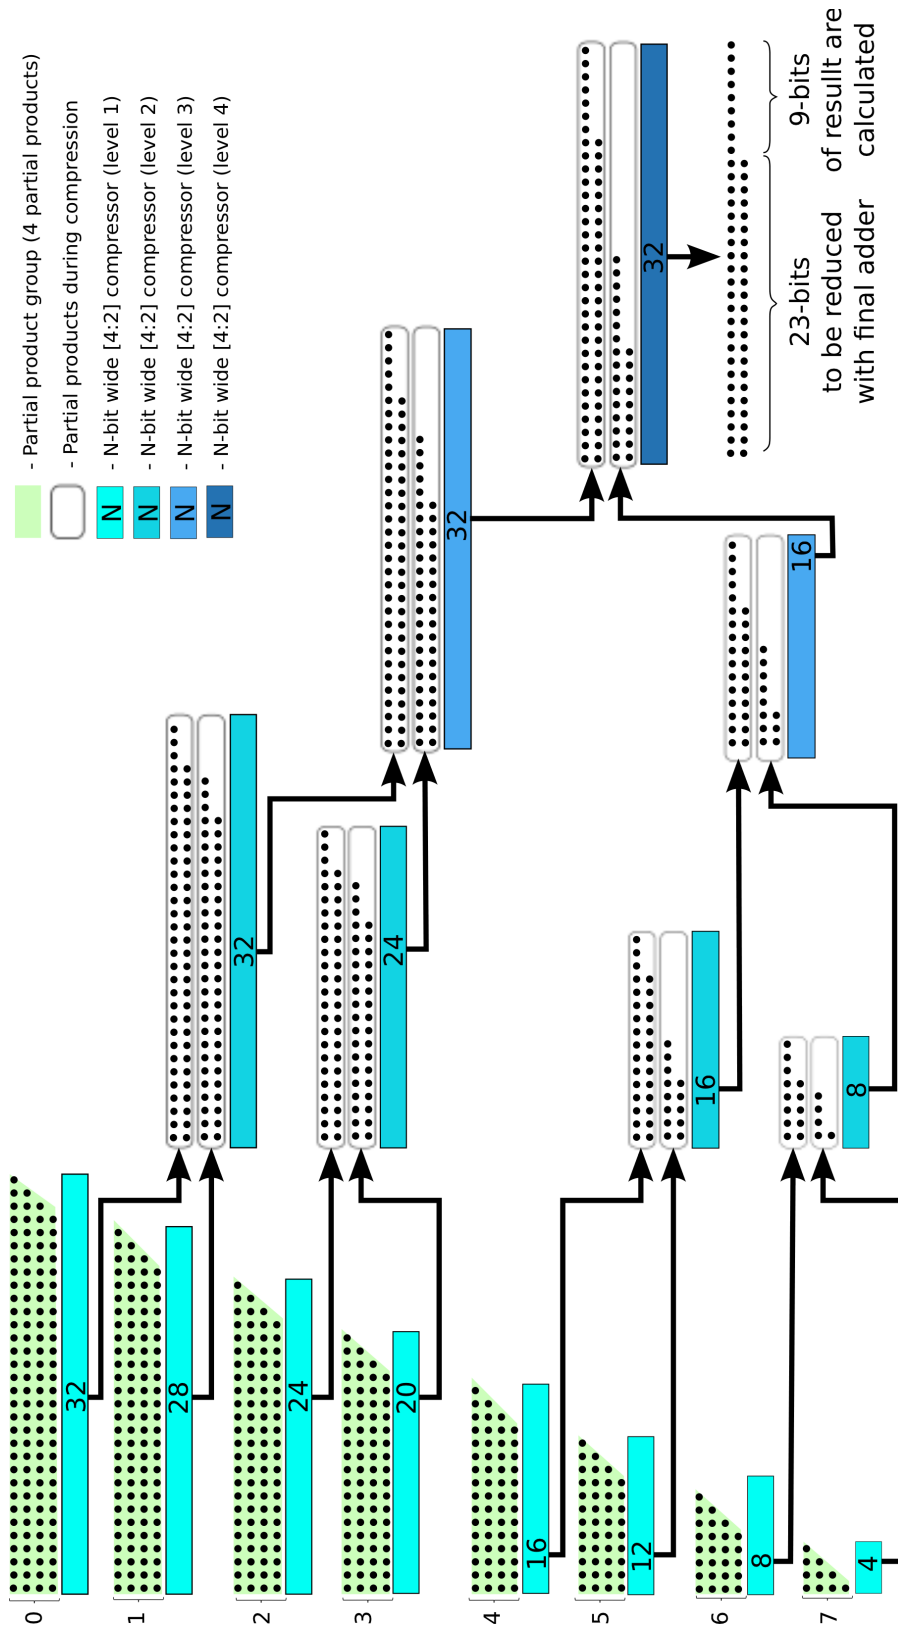 - Partial product group (4 partial products)
- Partial products during compression
N - N-bit wide [4:2] compressor (level 1)
N - N-bit wide [4:2] compressor (level 2)
N - N-bit wide [4:2] compressor (level 3)
N - N-bit wide [4:2] compressor (level 4)
0
32
1
28
2
24
3
20
4
16
5
12
6
8
7
4
32
24
16
8
32
16
32
23-bits
to be reduced
with final adder
9-bits
of resullt are
calculated